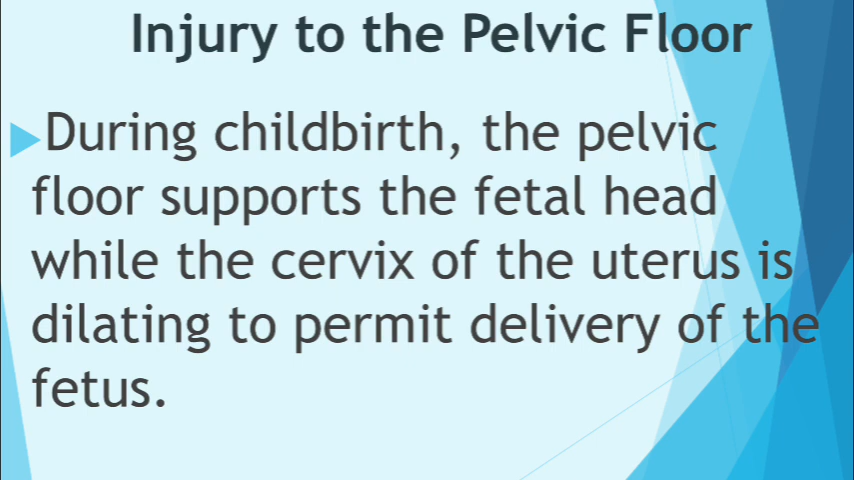 Injury to the Pelvic Floor
During childbirth, the pelvic
floor supports the fetal head
while the cervix of the uterus is
dilating to permit delivery of the
fetus.